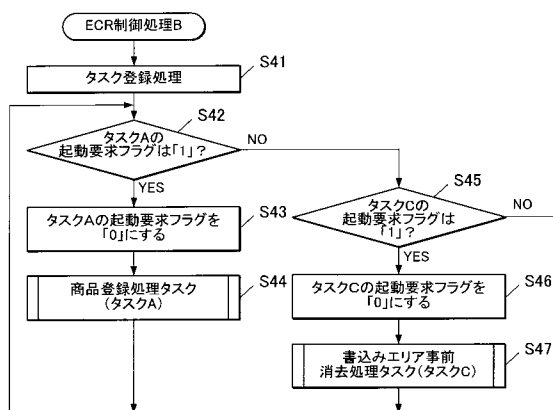 ECR制御処理B
タスク登録処理
S41
S42
タスクAの
起動要求フラグは「1」?
NO
YES
タスクAの起動要求フラグを
「0」にする
S43
商品登録処理タスク
(タスクA)
S44
タスクCの
起動要求フラグは
「1」?
S45
NO
YES
タスクCの起動要求フラグを
「0」にする
S46
書込みエリア事前
消去処理タスク(タスクC)
S47